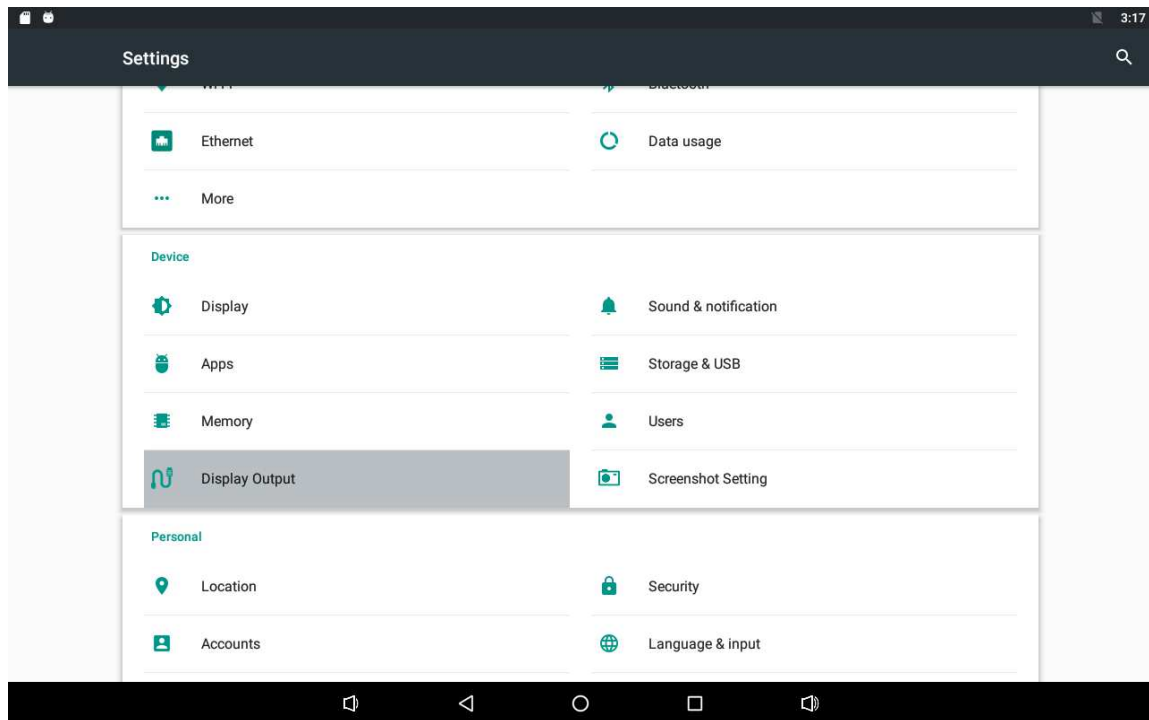 3:17
Settings
Ethernet
Data usage
More
Device
Display
Sound & notification
Apps
Storage & USB
Memory
Users
Display Output
Screenshot Setting
Personal
Location
Security
Accounts
Language & input